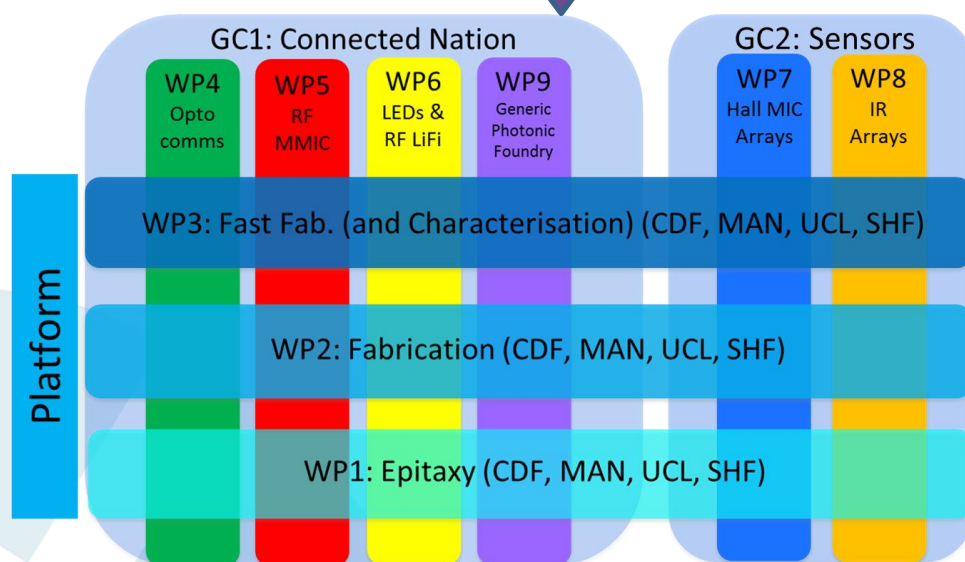 GC1: Connected Nation
GC2: Sensors
WP4
Opto
comms
WP5
RF
MMIC
WP6
LEDs &
RF LiFi
WP9
Generic
Photonic
Foundry
WP7
Hall MIC
Arrays
WP8
IR
Arrays
Platform
WP3: Fast Fab. (and Characterisation) (CDF, MAN, UCL, SHF)
WP2: Fabrication (CDF, MAN, UCL, SHF)
WP1: Epitaxy (CDF, MAN, UCL, SHF)